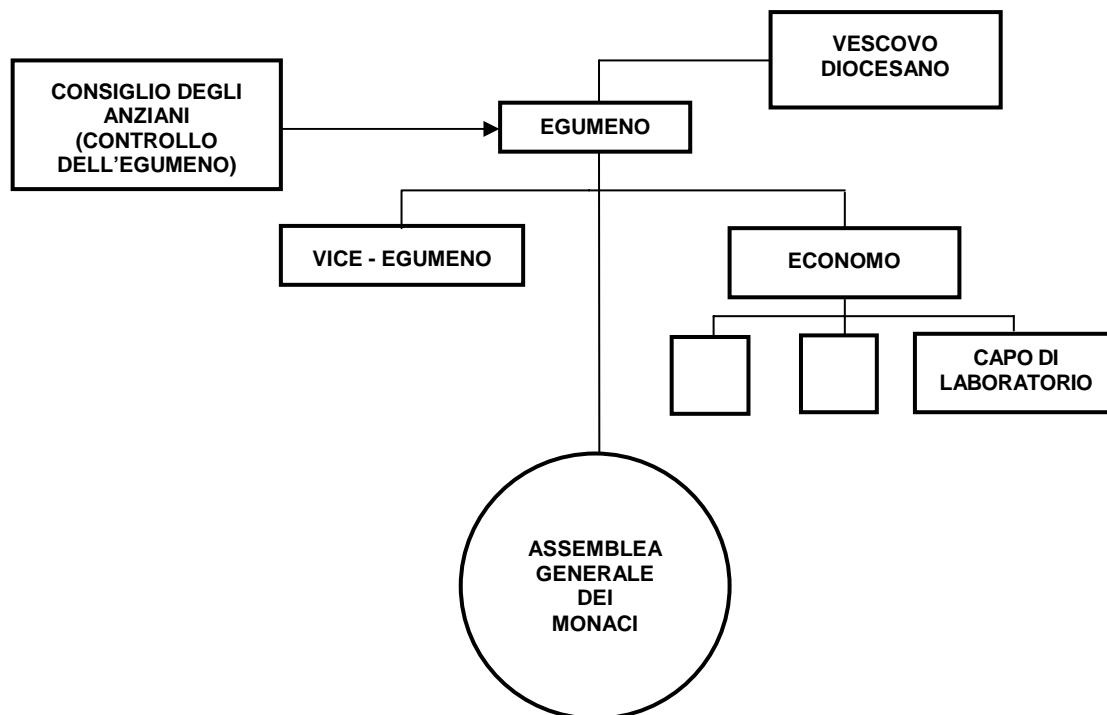 VESCOVO
DIOCESANO
CONSIGLIO DEGLI
ANZIANI
(CONTROLLO
DELL’EGUMENO)
EGUMENO
VICE - EGUMENO
ECONOMO
CAPO DI
LABORATORIO
ASSEMBLEA
GENERALE
DEI
MONACI